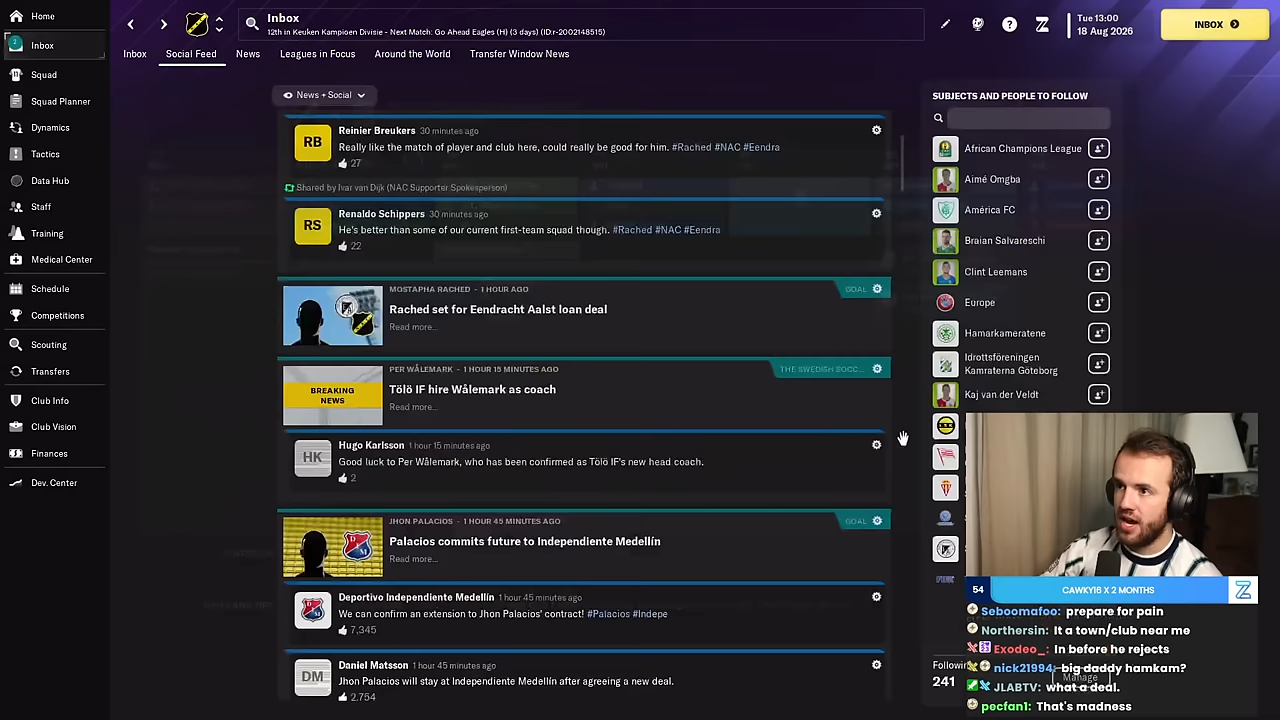 Home
Inbox
Squad
Squad Planner
Dynamics
Tactics
Data Hub
Staff
Training
Medical Center
Schedule
Competitions
Scouting
Transfers
Club Info
Club Vision
Finances
Dev. Center
Inbox
12th in Keuken Kampioen Divisie - Next Match: Go Ahead Eagles (H) (3 days) (ID:r-2002148515)
Tue 13:00
18 Aug 2026
INBOX
Inbox Social Feed News Leagues in Focus Around the World Transfer Window News
News + Social
RB
Reinier Breukers 30 minutes ago
Really like the match of player and club here, could really be good for him. #Rached #NAC #Eendra
27
Shared by Ivar van Dijk (NAC Supporter Spokesperson)
RS
Renaldo Schippers 30 minutes ago
He's better than some of our current first-team squad though. #Rached #NAC #Eendra
22
MOSTAPHA RACHED - 1 HOUR AGO
GOAL
Rached set for Eendracht Aalst loan deal
Read more...
PER WÅLEMARK - 1 HOUR 15 MINUTES AGO
THE SWEDISH SOCC...
BREAKING NEWS
Tölö IF hire Wålemark as coach
Read more...
HK
Hugo Karlsson 1 hour 15 minutes ago
Good luck to Per Wålemark, who has been confirmed as Tölö IF's new head coach.
2
JHON PALACIOS - 1 HOUR 45 MINUTES AGO
GOAL
Palacios commits future to Independiente Medellín
Read more...
Deportivo Independiente Medellín 1 hour 45 minutes ago
We can confirm an extension to Jhon Palacios' contract! #Palacios #Indepe
7,345
DM
Daniel Matsson 1 hour 45 minutes ago
Jhon Palacios will stay at Independiente Medellín after agreeing a new deal.
2,754
SUBJECTS AND PEOPLE TO FOLLOW
African Champions League
Aimé Omgba
América FC
Braian Salvareschi
Clint Leemans
Europe
Hamarkameratene
Idrottsföreningen
Kamraterna Göteborg
Kaj van der Veldt
Following
241
Manage
54 CAWKY16 X 2 MONTHS
Seboomafoo: prepare for pain
Northersin: It a town/club near me
Exodeo_: In before he rejects
nick21994: big daddy hamkam?
JLABTV: what a deal.
pecfan1: That's madness